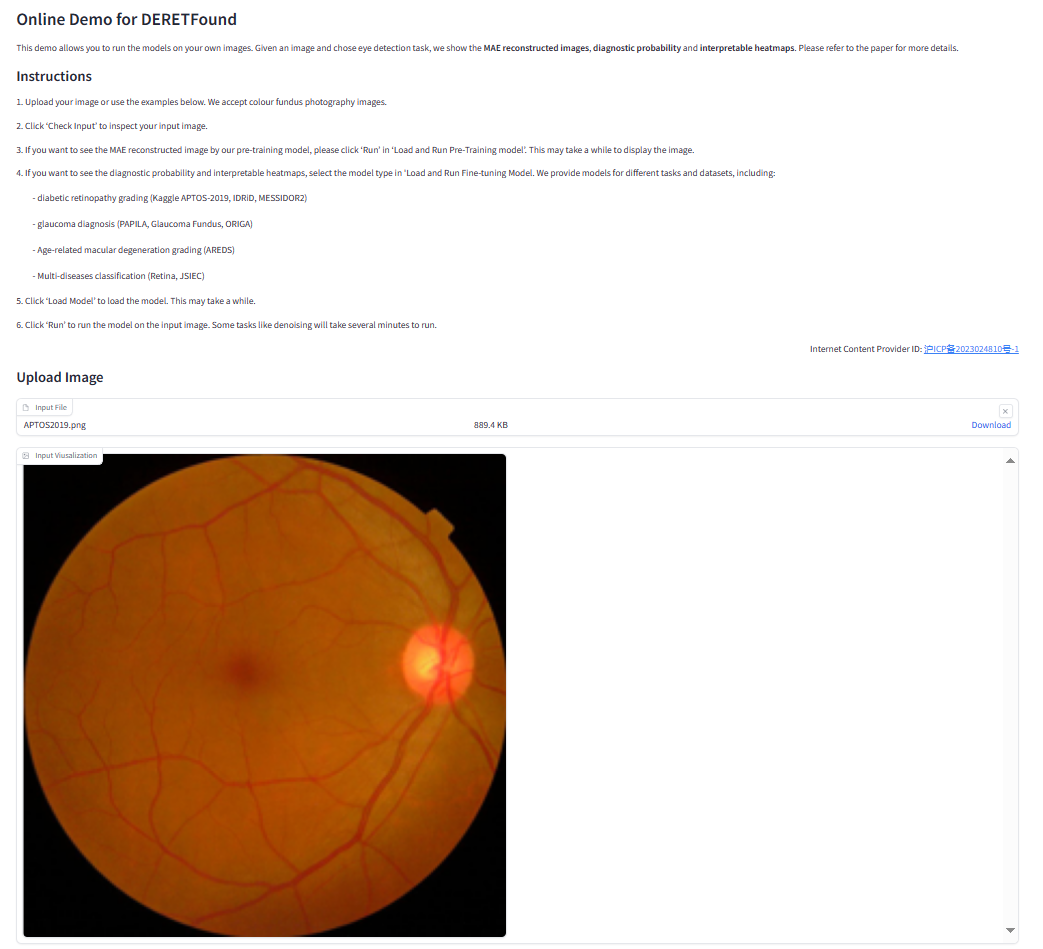 Online Demo for DERETFound
This demo allows you to run the models on your own images. Given an image and chose eye detection task, we show the MAE reconstructed images, diagnostic probability and interpretable heatmaps. Please refer to the paper for more details.
Instructions
1. Upload your image or use the examples below. We accept colour fundus photography images.
2. Click ‘Check Input’ to inspect your input image.
3. If you want to see the MAE reconstructed image by our pre-training model, please click ‘Run’ in ‘Load and Run Pre-Training model’. This may take a while to display the image.
4. If you want to see the diagnostic probability and interpretable heatmaps, select the model type in ‘Load and Run Fine-tuning Model. We provide models for different tasks and datasets, including:
- diabetic retinopathy grading (Kaggle APTOS-2019, IDRiD, MESSIDOR2)
- glaucoma diagnosis (PAPILA, Glaucoma Fundus, ORIGA)
- Age-related macular degeneration grading (AREDS)
- Multi-diseases classification (Retina, JSIEC)
5. Click ‘Load Model’ to load the model. This may take a while.
6. Click ‘Run’ to run the model on the input image. Some tasks like denoising will take several minutes to run.
Internet Content Provider ID: 沪ICP备2023024810号-1
Upload Image
Input File
APTOS2019.png 889.4 KB Download
Input Viusalization